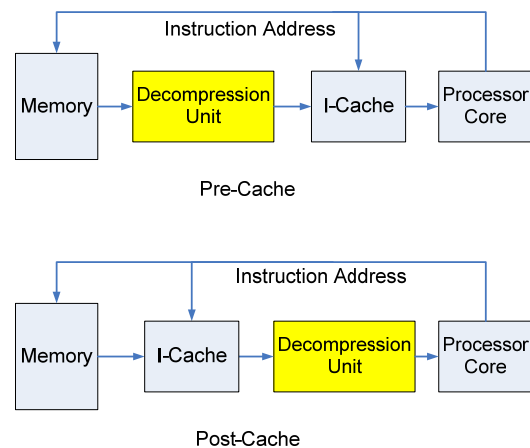 Instruction Address
Memory
Decompression
Unit
I-Cache
Processor
Core
Pre-Cache
Instruction Address
Memory
I-Cache
Decompression
Unit
Processor
Core
Post-Cache